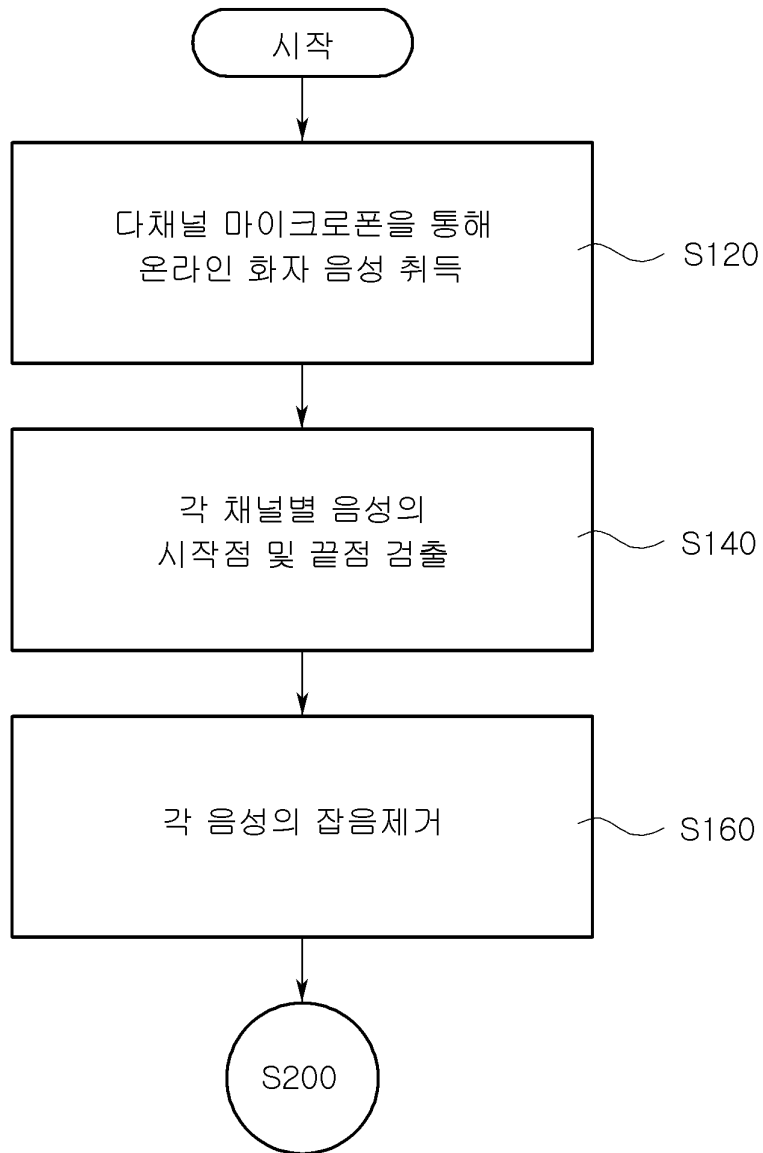 시작
다채널 마이크로폰을 통해
온라인 화자 음성 취득
S120
각 채널별 음성의
시작점 및 끝점 검출
S140
각 음성의 잡음제거
S160
S200